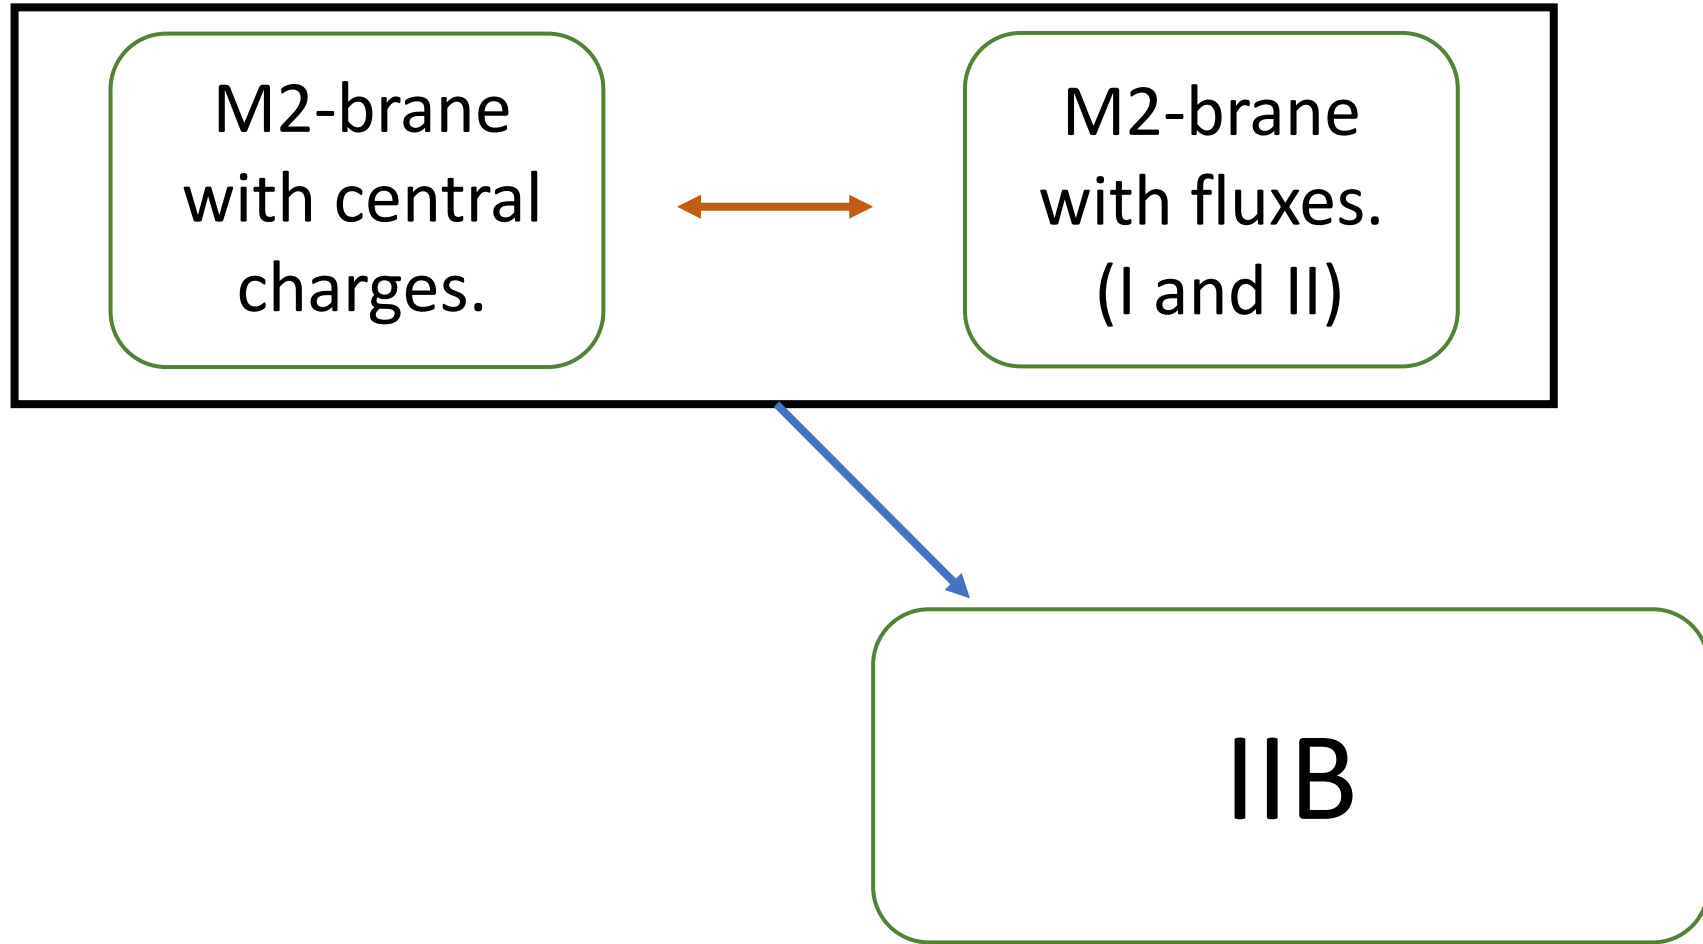 M2-brane
with central
charges.
M2-brane
with fluxes.
(I and II)
IIB